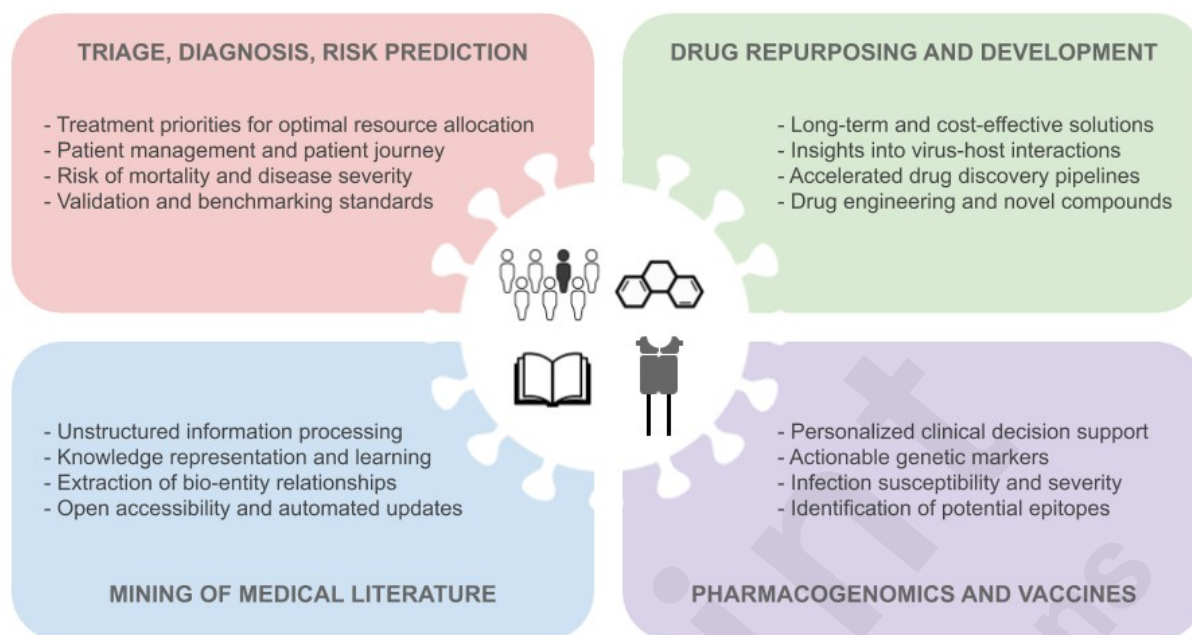 TRIAGE, DIAGNOSIS, RISK PREDICTION
- Treatment priorities for optimal resource allocation
- Patient management and patient journey
- Risk of mortality and disease severity
- Validation and benchmarking standards
DRUG REPURPOSING AND DEVELOPMENT
- Long-term and cost-effective solutions
- Insights into virus-host interactions
- Accelerated drug discovery pipelines
- Drug engineering and novel compounds
- Unstructured information processing
- Knowledge representation and learning
- Extraction of bio-entity relationships
- Open accessibility and automated updates
MINING OF MEDICAL LITERATURE
- Personalized clinical decision support
- Actionable genetic markers
- Infection susceptibility and severity
- Identification of potential epitopes
PHARMACOGENOMICS AND VACCINES